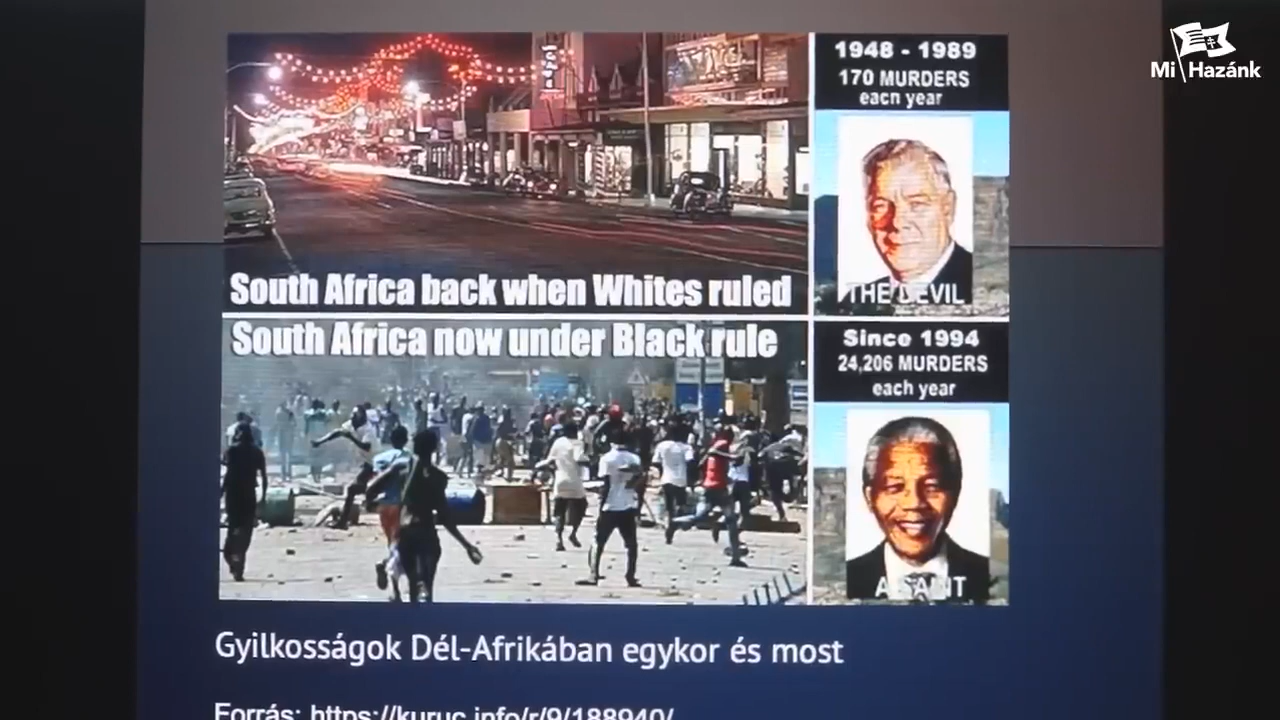 Mi Hazánk
1948 - 1989
170 MURDERS
each year
THE DEVIL
South Africa back when Whites ruled
South Africa now under Black rule
Since 1994
24,206 MURDERS
each year
A SAINT
Gyilkosságok Dél-Afrikában egykor és most
Forrás: https://kuruc.info/r/9/188940/